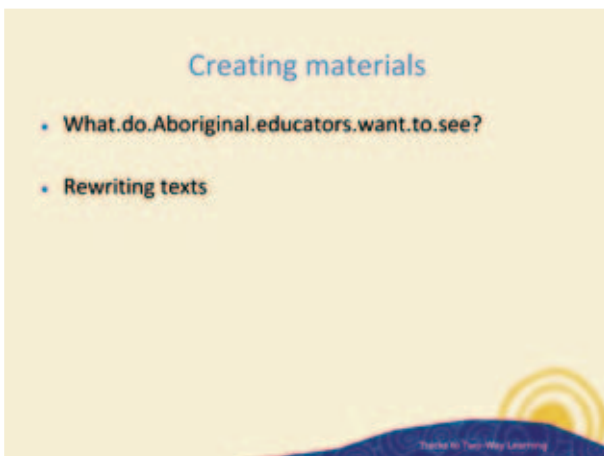 Creating materials
• What.do.Aboriginal.educators.want.to.see?
• Rewriting texts
Tracks to Two-Way Learning